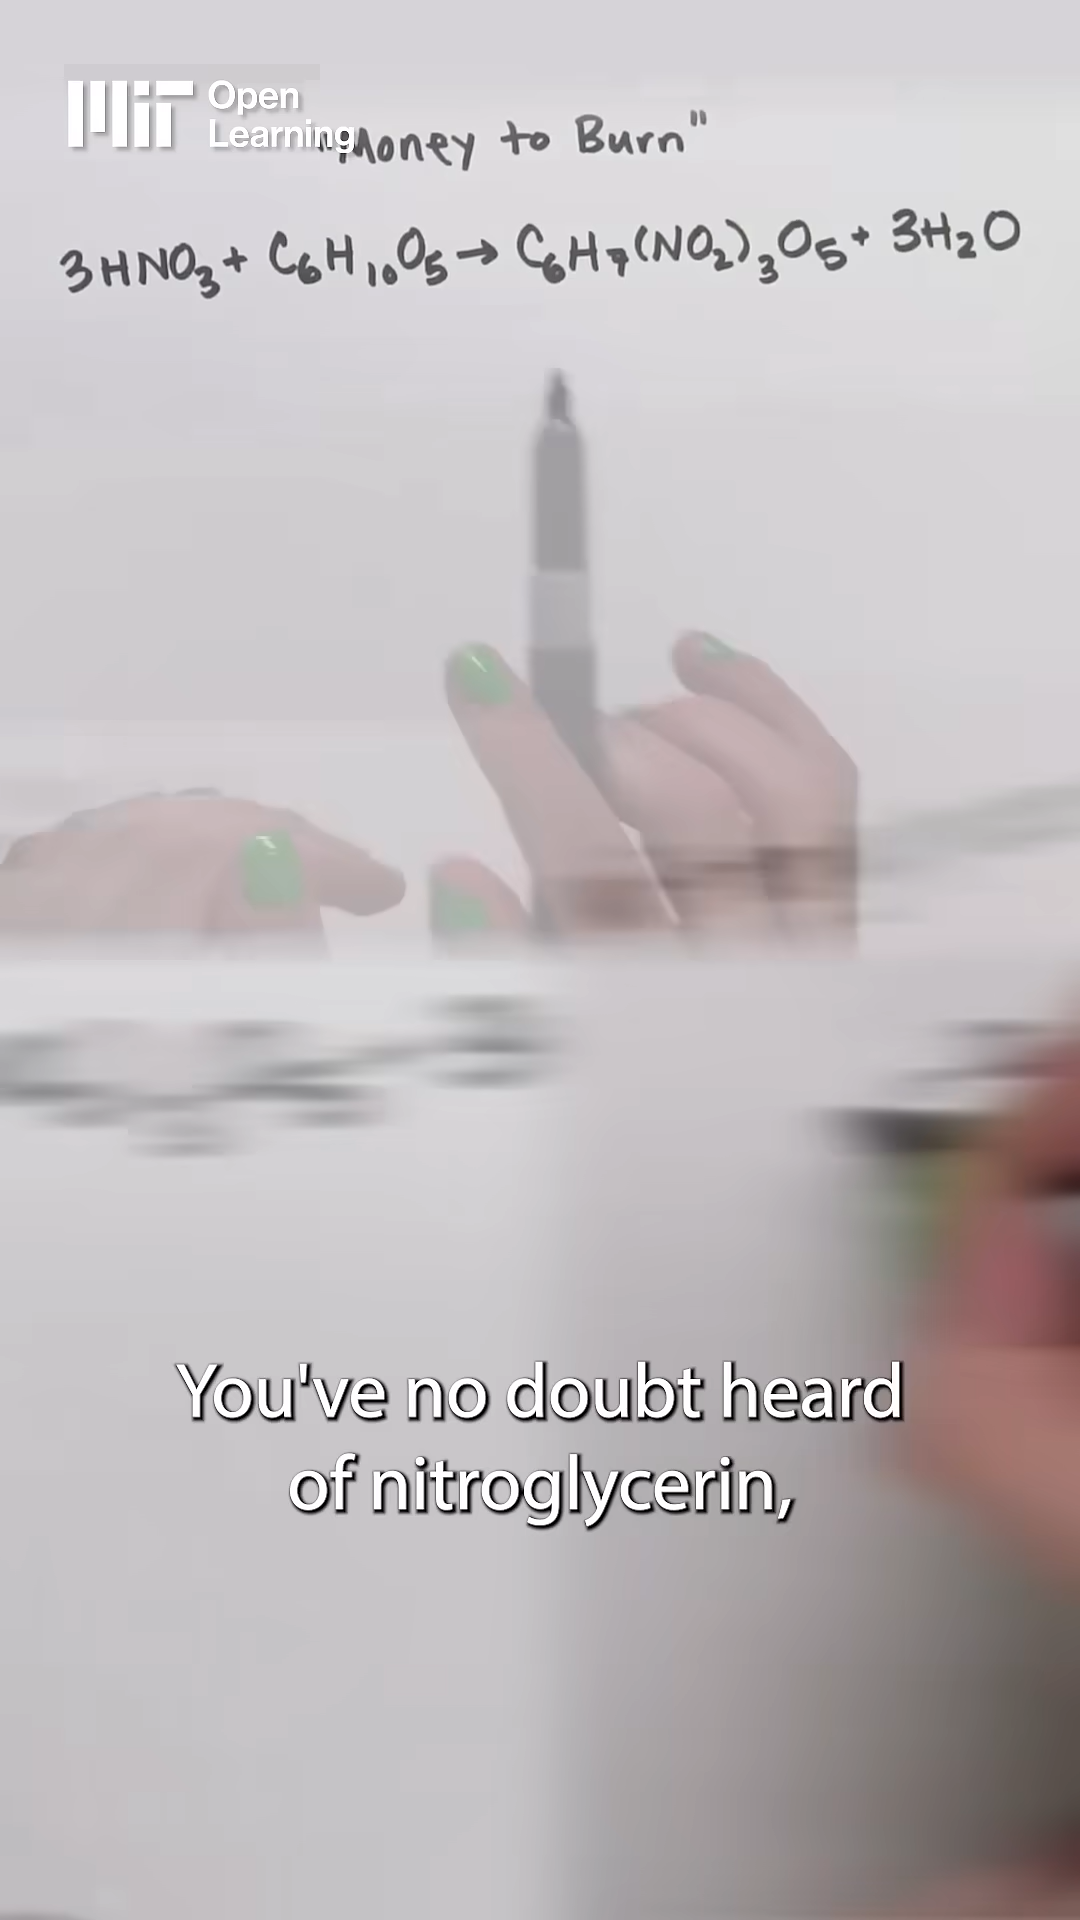 MIT Open
Learning
"Money to Burn"
3HNO₃ + C₆H₁₀O₅ → C₆H₇(NO₂)₃O₅ + 3H₂O
You've no doubt heard
of nitroglycerin,